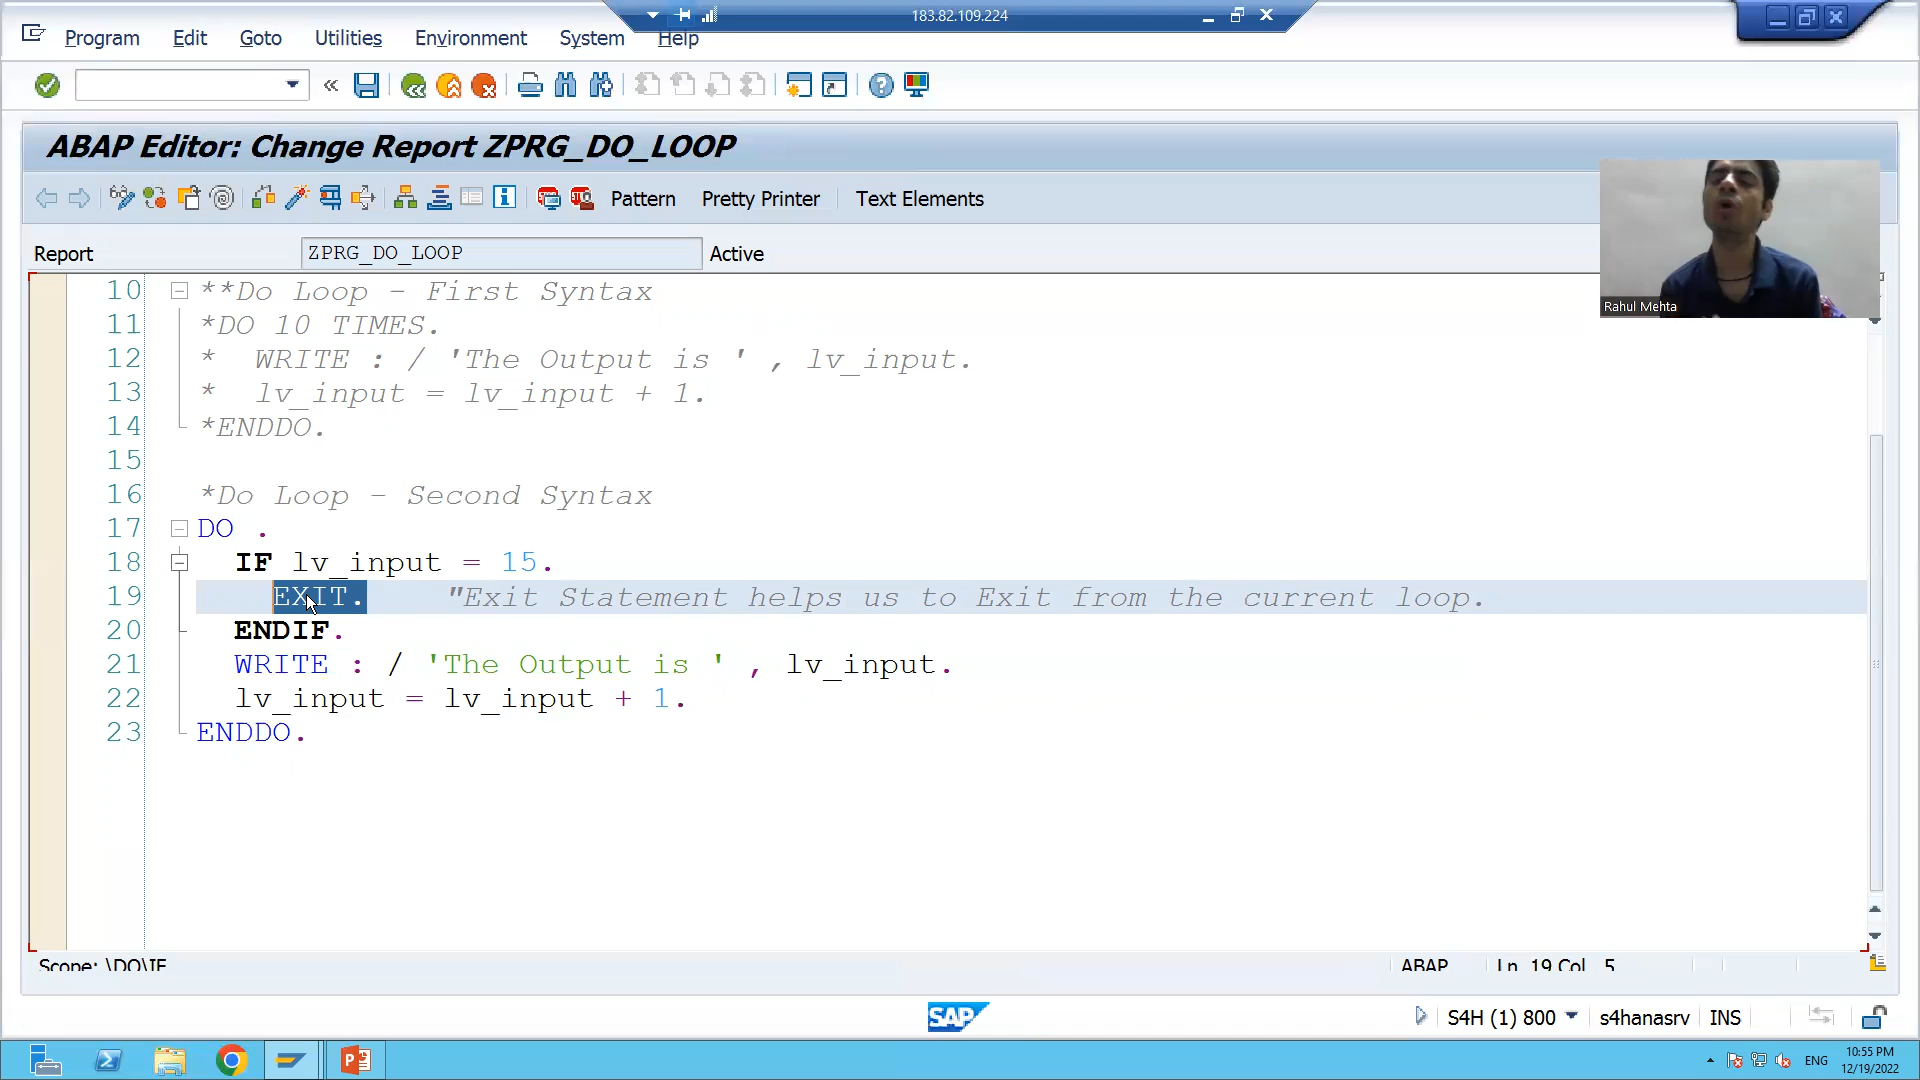 183.82.109.224
Program Edit Goto Utilities Environment System Help
ABAP Editor: Change Report ZPRG_DO_LOOP
Pattern Pretty Printer Text Elements
Report ZPRG_DO_LOOP Active
Rahul Mehta
10 **Do Loop - First Syntax
11 *DO 10 TIMES.
12 *  WRITE : / 'The Output is ' , lv_input.
13 *  lv_input = lv_input + 1.
14 *ENDDO.
15
16 *Do Loop - Second Syntax
17 DO .
18 IF lv_input = 15.
19 EXIT. "Exit Statement helps us to Exit from the current loop.
20 ENDIF.
21 WRITE : / 'The Output is ' , lv_input.
22 lv_input = lv_input + 1.
23 ENDDO.
Scope: \DO\IF ABAP Ln 19 Col 5
SAP S4H (1) 800 s4hanasrv INS
ENG 10:55 PM
12/19/2022